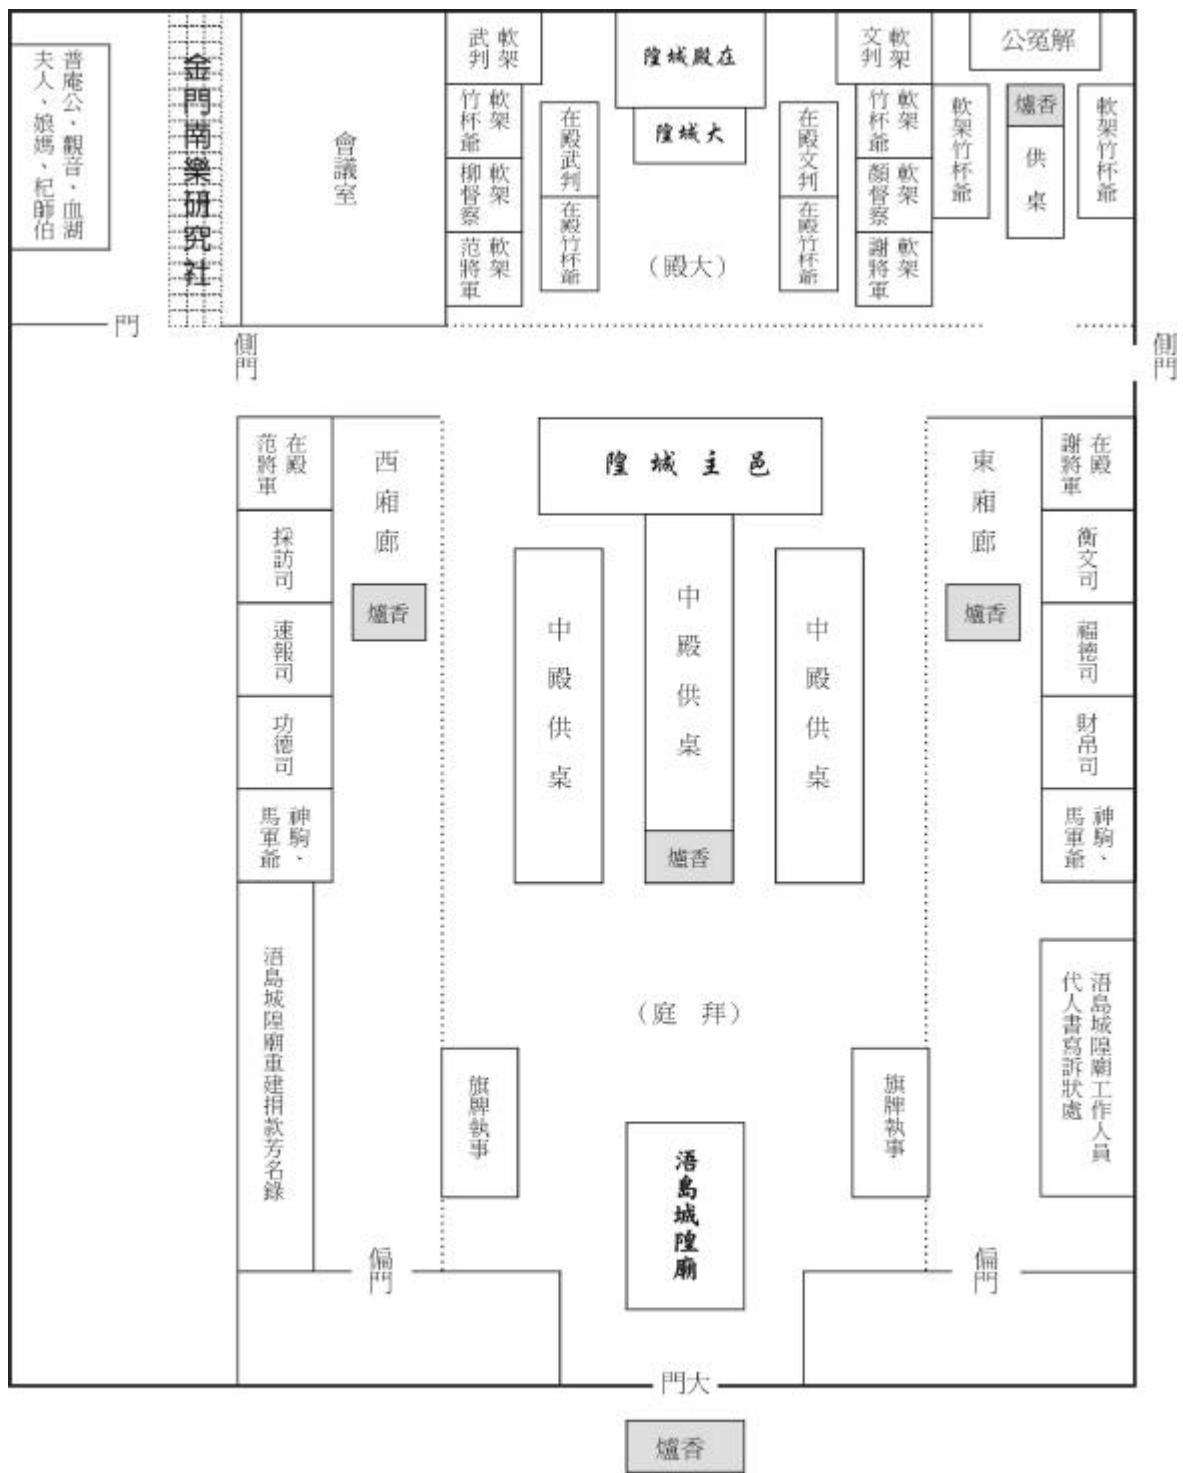 普庵公、觀音、血湖
夫人、娘媽、杞師伯
金門南樂研究社
會議室
軟架
武判
軟架
竹杯爺
軟架
柳督察
軟架
范將軍
在殿武判
在殿竹杯爺
在殿城隍
大城隍
(大殿)
在殿文判
在殿竹杯爺
軟架
文判
軟架
竹杯爺
軟架
顏督察
軟架
謝將軍
解冤公
軟架竹杯爺
香爐
供桌
軟架竹杯爺
門
側門
側門
在殿
范將軍
採訪司
速報司
功德司
神駒、
馬軍爺
西廂廊
香爐
邑主城隍
中殿供桌
中殿供桌
香爐
中殿供桌
東廂廊
香爐
在殿
謝將軍
衡文司
福德司
財帛司
神駒、
馬軍爺
浯島城隍廟重建捐款芳名錄
(拜 庭)
旗牌執事
旗牌執事
浯島城隍廟工作人員
代人書寫訴狀處
浯島城隍廟
偏門
偏門
大門
香爐